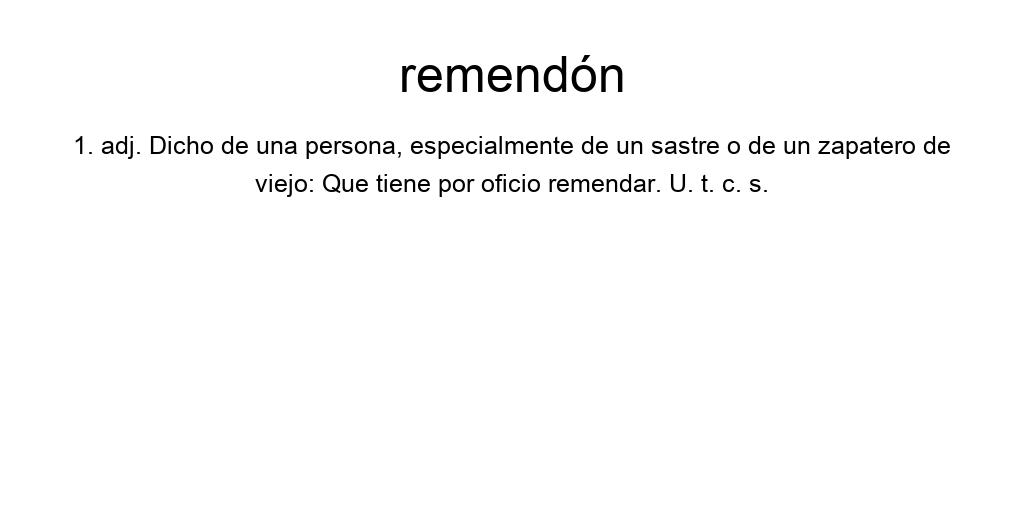 remendón
1. adj. Dicho de una persona, especialmente de un sastre o de un zapatero de
viejo: Que tiene por oficio remendar. U. t. c. s.